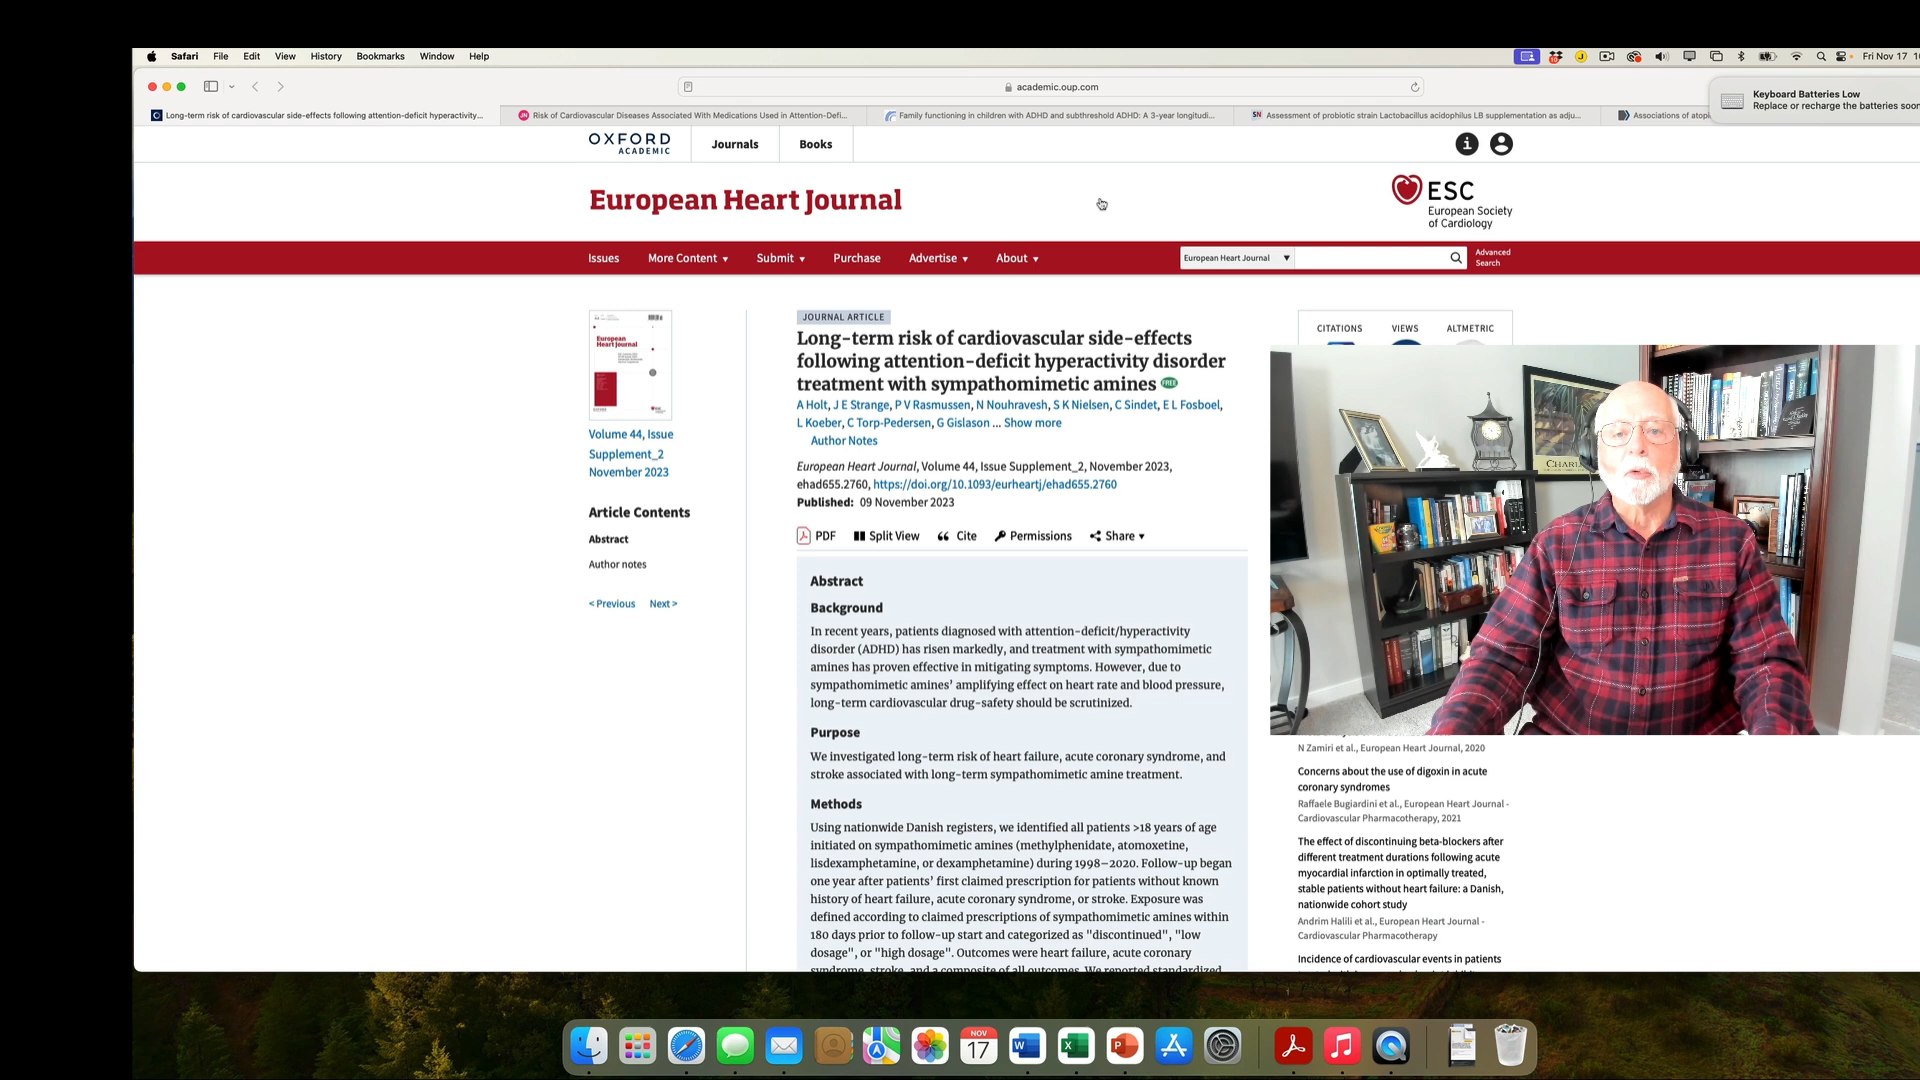 Safari File Edit View History Bookmarks Window Help
Fri Nov 17
academic.oup.com
Keyboard Batteries Low
Replace or recharge the batteries soon
Long-term risk of cardiovascular side-effects following attention-deficit hyperactivity...
Risk of Cardiovascular Diseases Associated With Medications Used in Attention-Defi...
Family functioning in children with ADHD and subthreshold ADHD: A 3-year longitudi...
Assessment of probiotic strain Lactobacillus acidophilus LB supplementation as adju...
Associations of atopi
OXFORD
ACADEMIC
Journals
Books
European Heart Journal
ESC
European Society
of Cardiology
Issues More Content Submit Purchase Advertise About
European Heart Journal
Advanced
Search
European
Heart Journal
Volume 44, Issue
Supplement_2
November 2023
Article Contents
Abstract
Author notes
< Previous Next >
JOURNAL ARTICLE
Long-term risk of cardiovascular side-effects
following attention-deficit hyperactivity disorder
treatment with sympathomimetic amines FREE
A Holt, J E Strange, P V Rasmussen, N Nouhravesh, S K Nielsen, C Sindet, E L Fosboel,
L Koeber, C Torp-Pedersen, G Gislason ... Show more
Author Notes
European Heart Journal, Volume 44, Issue Supplement_2, November 2023,
ehad655.2760, https://doi.org/10.1093/eurheartj/ehad655.2760
Published: 09 November 2023
PDF Split View Cite Permissions Share
Abstract
Background
In recent years, patients diagnosed with attention-deficit/hyperactivity
disorder (ADHD) has risen markedly, and treatment with sympathomimetic
amines has proven effective in mitigating symptoms. However, due to
sympathomimetic amines' amplifying effect on heart rate and blood pressure,
long-term cardiovascular drug-safety should be scrutinized.
Purpose
We investigated long-term risk of heart failure, acute coronary syndrome, and
stroke associated with long-term sympathomimetic amine treatment.
Methods
Using nationwide Danish registers, we identified all patients >18 years of age
initiated on sympathomimetic amines (methylphenidate, atomoxetine,
lisdexamphetamine, or dexamphetamine) during 1998–2020. Follow-up began
one year after patients' first claimed prescription for patients without known
history of heart failure, acute coronary syndrome, or stroke. Exposure was
defined according to claimed prescriptions of sympathomimetic amines within
180 days prior to follow-up start and categorized as "discontinued", "low
dosage", or "high dosage". Outcomes were heart failure, acute coronary
syndrome, stroke, and a composite of all outcomes. We reported standardized
CITATIONS VIEWS ALTMETRIC
N Zamiri et al., European Heart Journal, 2020
Concerns about the use of digoxin in acute
coronary syndromes
Raffaele Bugiardini et al., European Heart Journal -
Cardiovascular Pharmacotherapy, 2021
The effect of discontinuing beta-blockers after
different treatment durations following acute
myocardial infarction in optimally treated,
stable patients without heart failure: a Danish,
nationwide cohort study
Andrim Halili et al., European Heart Journal -
Cardiovascular Pharmacotherapy
Incidence of cardiovascular events in patients
NOV
17